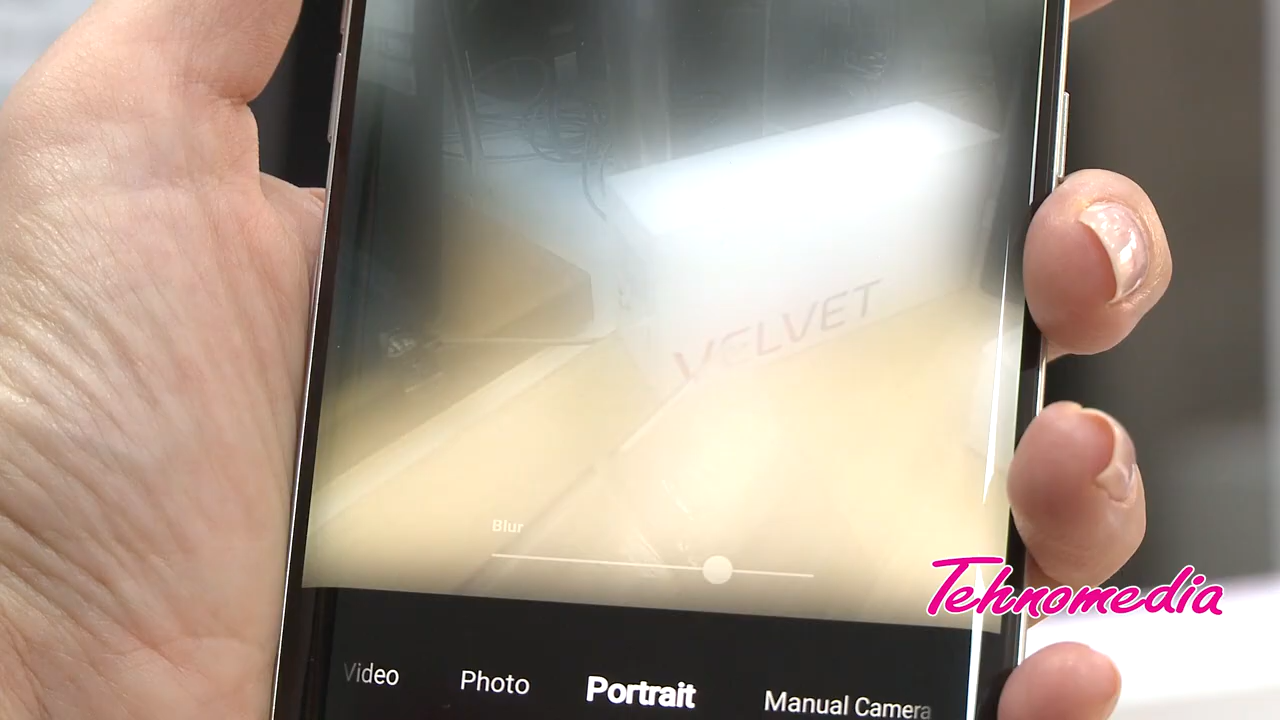 VELVET
Blur
Tehnomedia
Video
Photo
Portrait
Manual Camera